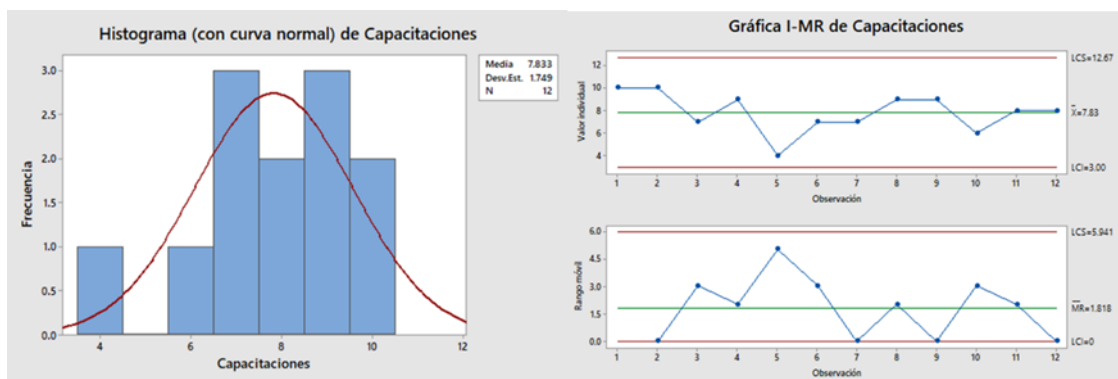 Histograma (con curva normal) de Capacitaciones
Media 7.833
Desv.Est. 1.749
N 12
3.0
2.5
2.0
1.5
1.0
0.5
0.0
Frecuencia
4 6 8 10 12
Capacitaciones
Gráfica I-MR de Capacitaciones
12
10
8
6
4
Valor individual
LCS=12.67
X=7.83
LCI=3.00
1 2 3 4 5 6 7 8 9 10 11 12
Observación
6.0
4.5
3.0
1.5
0.0
Rango móvil
LCS=5.941
MR=1.818
LCI=0
1 2 3 4 5 6 7 8 9 10 11 12
Observación